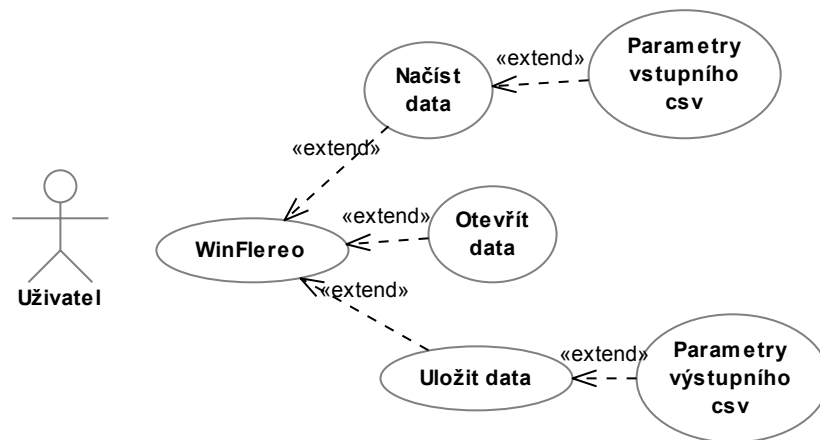 «extend»
Parametry
vstupního
csv
Načíst
data
«extend»
«extend»
Otevřít
data
WinFlereo
Uživatel
«extend»
«extend»
Parametry
výstupního
csv
Uložit data